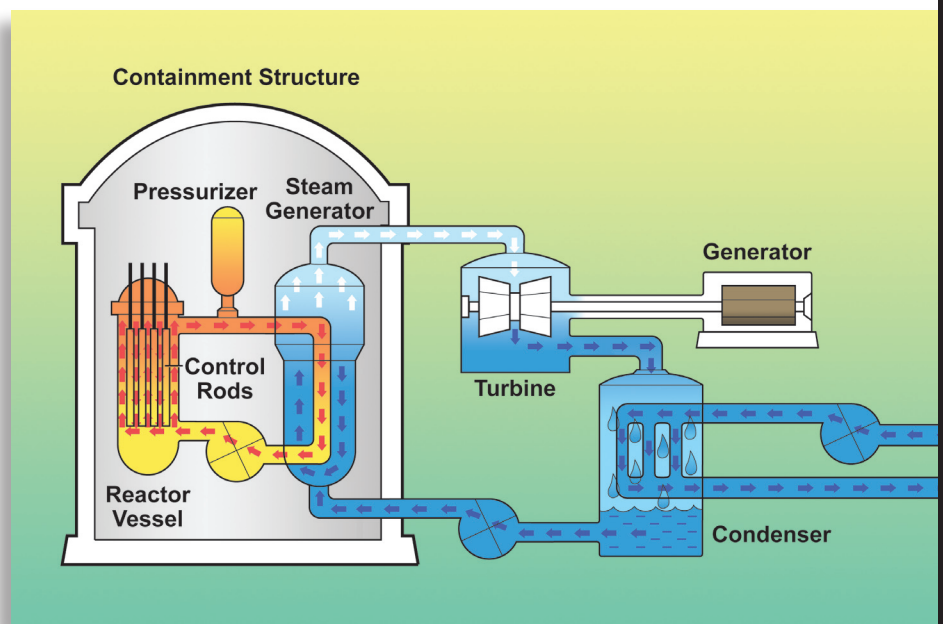 Containment Structure
Pressurizer
Steam
Generator
Generator
Control
Rods
Turbine
Reactor
Vessel
Condenser